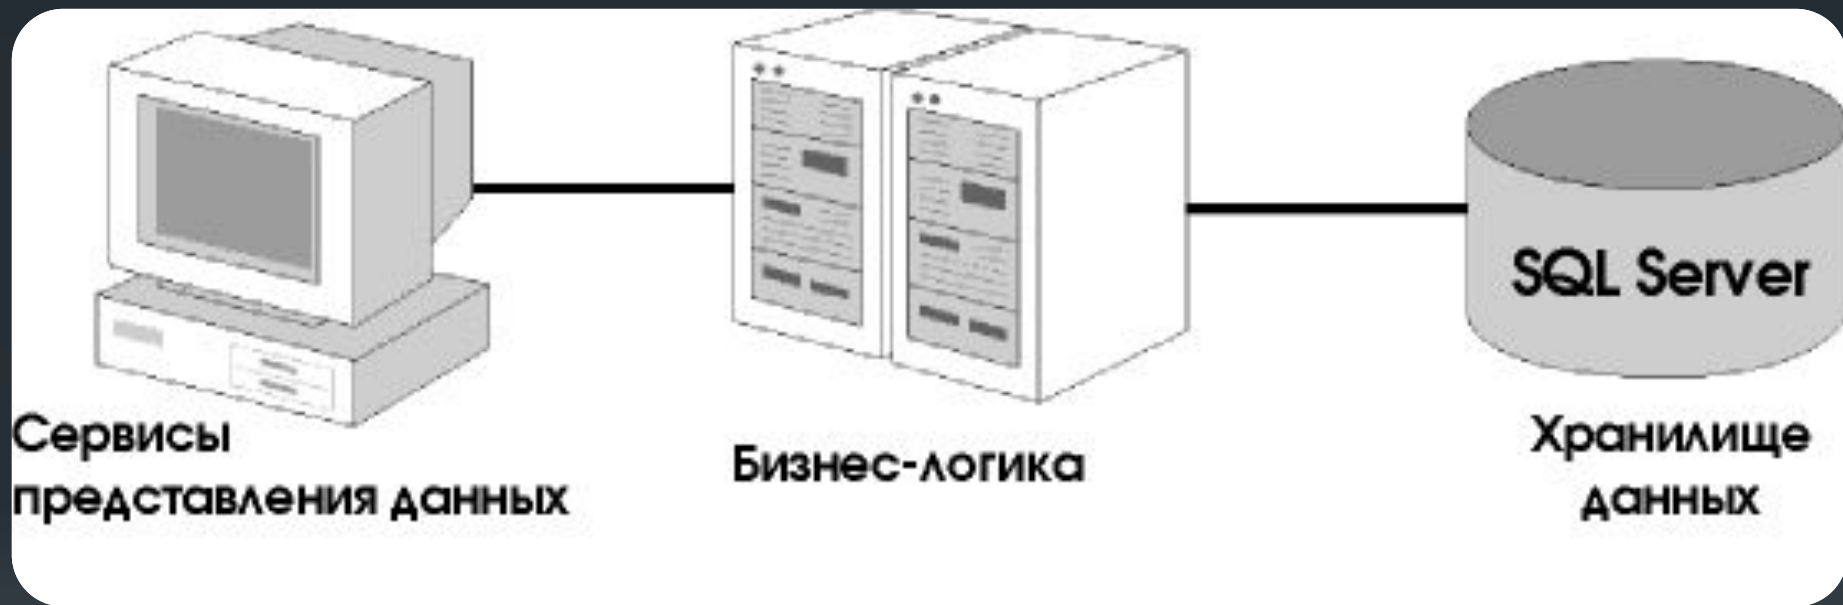 SQL Server
Сервисы
представления данных
Бизнес-логика
Хранилище
данных